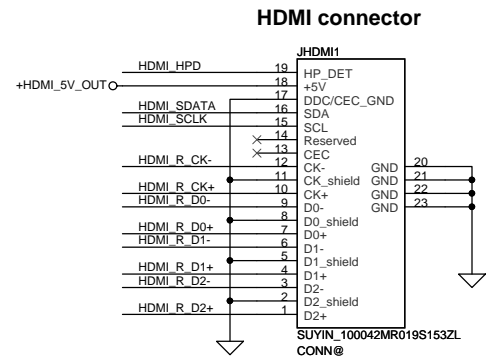 HDMI connector
JHDMI1
HDMI_HPD 19 HP_DET
+HDMI_5V_OUT 18 +5V
17 DDC/CEC_GND
HDMI_SDATA 16 SDA
HDMI_SCLK 15 SCL
14 Reserved
13 CEC
HDMI_R_CK- 12 CK- GND 20
11 CK_shield GND 21
HDMI_R_CK+ 10 CK+ GND 22
HDMI_R_D0- 9 D0- GND 23
8 D0_shield
HDMI_R_D0+ 7 D0+
HDMI_R_D1- 6 D1-
5 D1_shield
HDMI_R_D1+ 4 D1+
HDMI_R_D2- 3 D2-
2 D2_shield
HDMI_R_D2+ 1 D2+
SUYIN_100042MR019S153ZL
CONN@